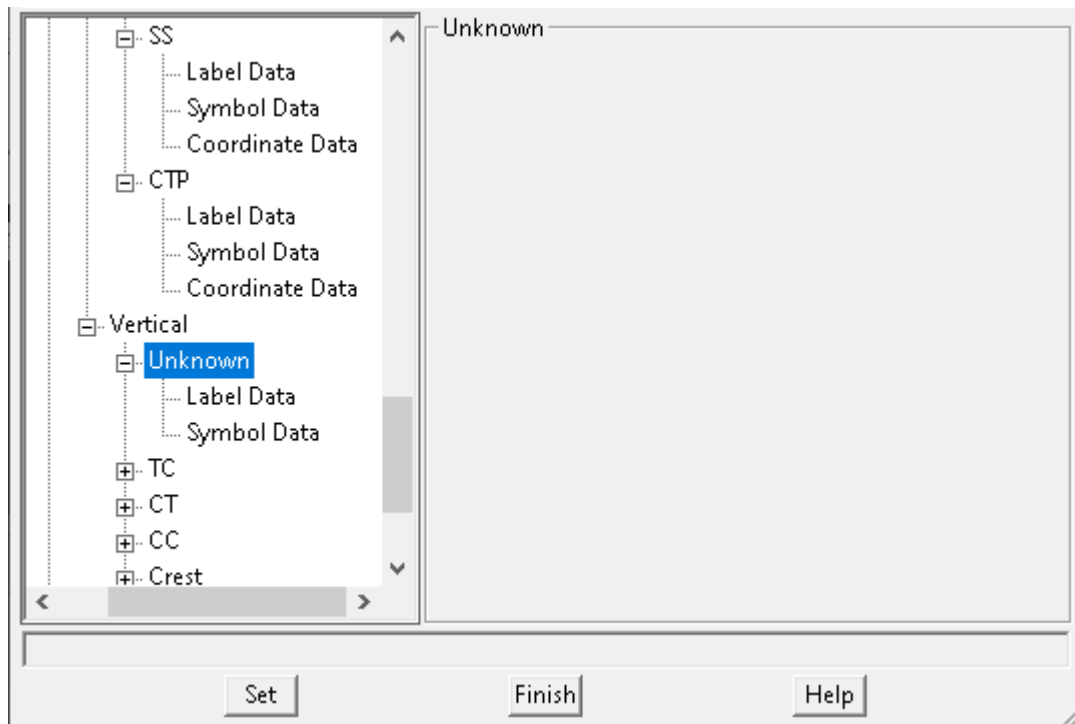 SS
Label Data
Symbol Data
Coordinate Data
CTP
Label Data
Symbol Data
Coordinate Data
Vertical
Unknown
Label Data
Symbol Data
TC
CT
CC
Crest
Unknown
Set
Finish
Help